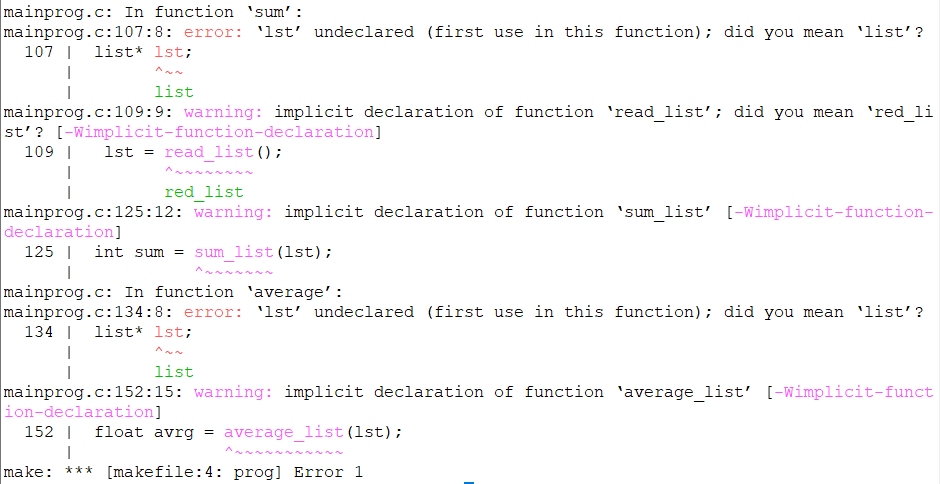 mainprog.c: In function ‘sum’:
mainprog.c:107:8: error: ‘lst’ undeclared (first use in this function); did you mean ‘list’?
  107 |  list* lst;
      |        ^~~
      |        list
mainprog.c:109:9: warning: implicit declaration of function ‘read_list’; did you mean ‘red_li
st’? [-Wimplicit-function-declaration]
  109 |   lst = read_list();
      |         ^~~~~~~~~
      |         red_list
mainprog.c:125:12: warning: implicit declaration of function ‘sum_list’ [-Wimplicit-function-
declaration]
  125 |  int sum = sum_list(lst);
      |            ^~~~~~~~
mainprog.c: In function ‘average’:
mainprog.c:134:8: error: ‘lst’ undeclared (first use in this function); did you mean ‘list’?
  134 |  list* lst;
      |        ^~~
      |        list
mainprog.c:152:15: warning: implicit declaration of function ‘average_list’ [-Wimplicit-funct
ion-declaration]
  152 |  float avrg = average_list(lst);
      |               ^~~~~~~~~~~~
make: *** [makefile:4: prog] Error 1